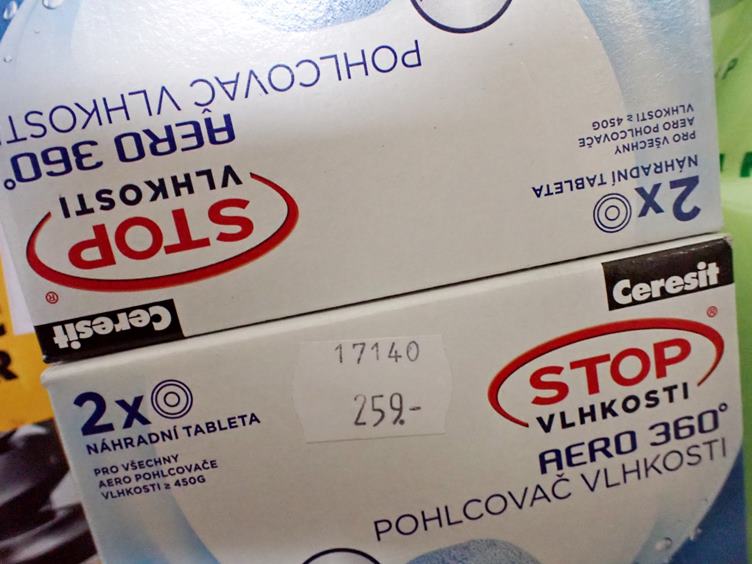 POHLCOVAČ VLHKOSTI
AERO 360°
STOP
VLHKOSTI
®
Ceresit
2x
NÁHRADNÍ TABLETA
PRO VŠECHNY
AERO POHLCOVAČE
VLHKOSTI ≥ 450G
Ceresit
17140
259.-
2x
NÁHRADNÍ TABLETA
PRO VŠECHNY
AERO POHLCOVAČE
VLHKOSTI ≥ 450G
STOP
®
VLHKOSTI
AERO 360°
POHLCOVAČ VLHKOSTI